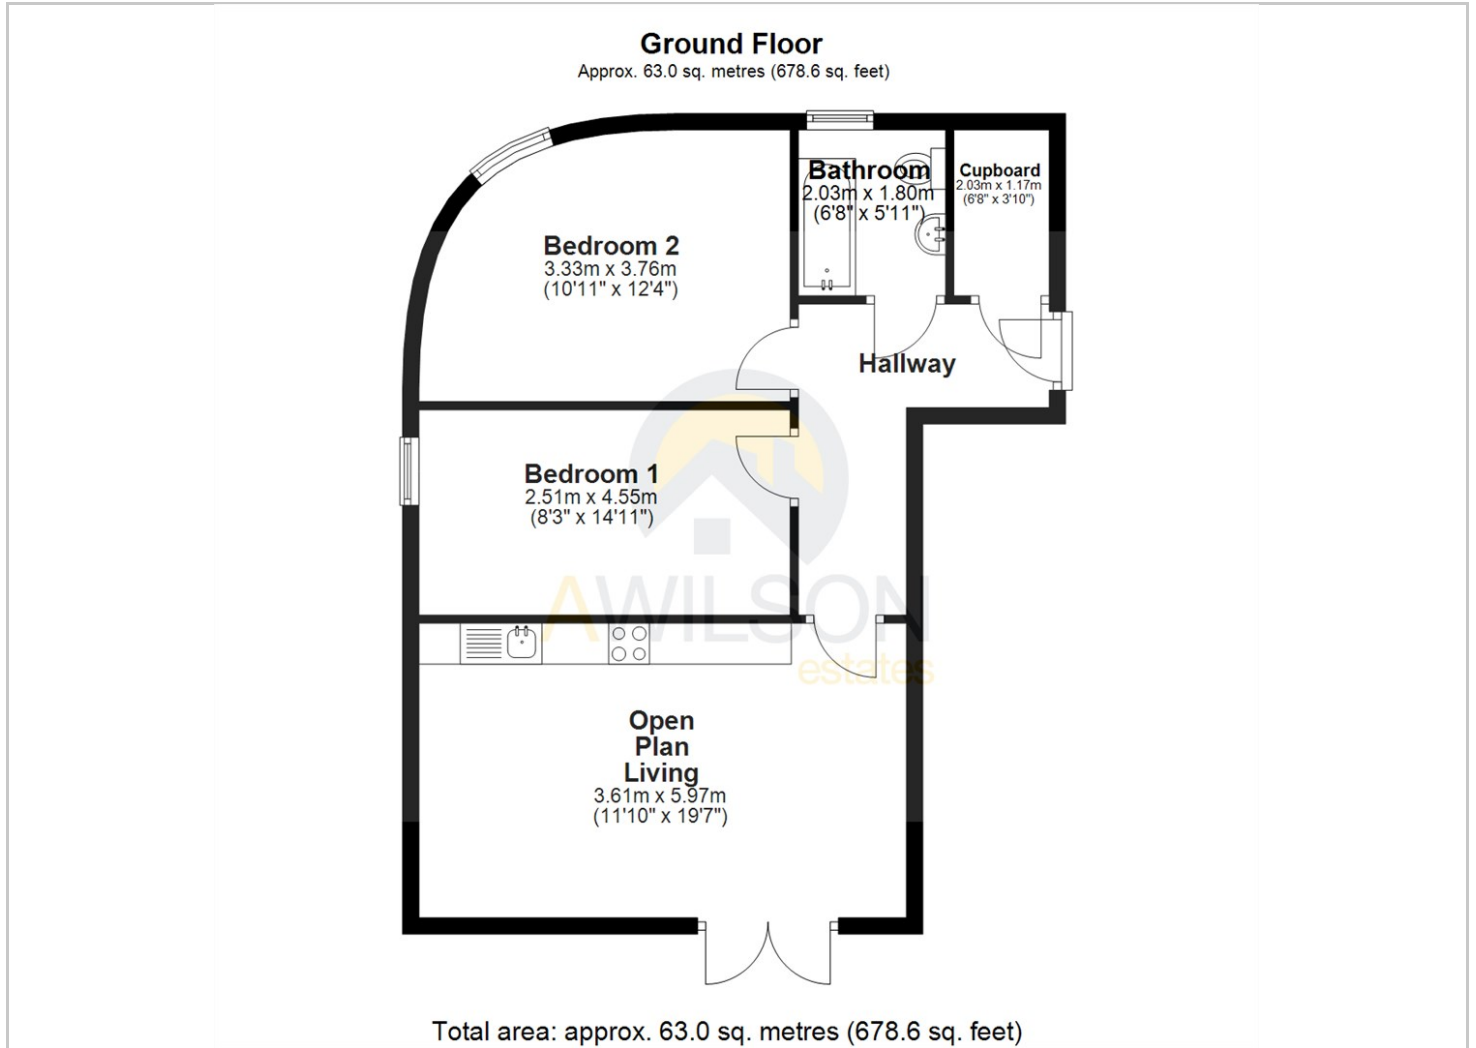 Ground Floor
Approx. 63.0 sq. metres (678.6 sq. feet)
Bathroom
2.03m x 1.80m
(6'8" x 5'11")
Cupboard
2.03m x 1.17m
(6'8" x 3'10")
Bedroom 2
3.33m x 3.76m
(10'11" x 12'4")
Hallway
Bedroom 1
2.51m x 4.55m
(8'3" x 14'11")
AWILSON
estates
Open
Plan
Living
3.61m x 5.97m
(11'10" x 19'7")
Total area: approx. 63.0 sq. metres (678.6 sq. feet)